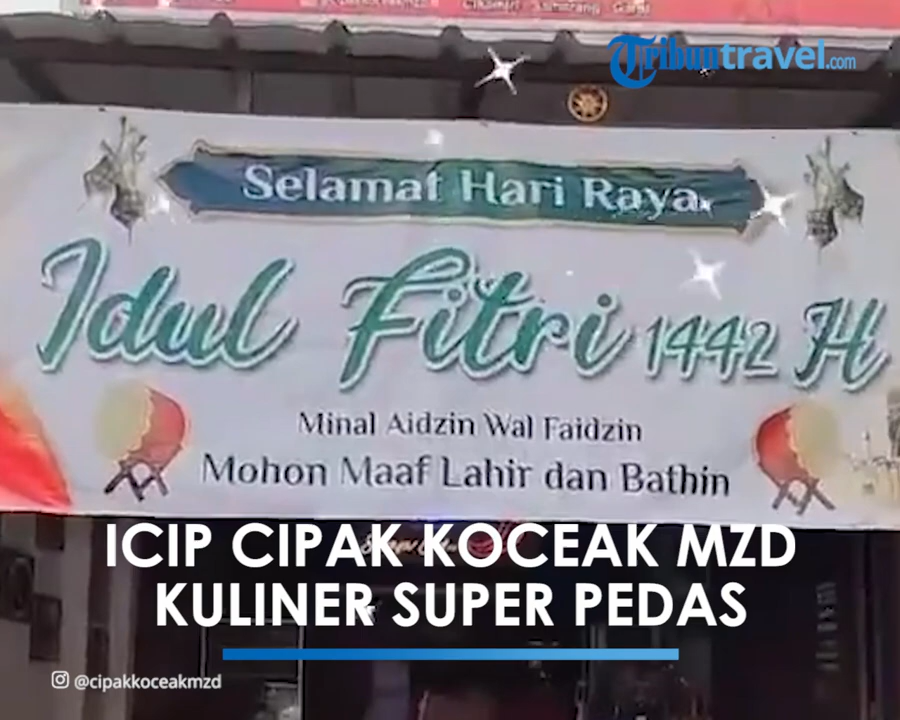 Tribuntravel.com
Selamat Hari Raya
Idul Fitri 1442 H
Minal Aidzin Wal Faidzin
Mohon Maaf Lahir dan Bathin
ICIP CIPAK KOCEAK MZD
KULINER SUPER PEDAS
@cipakkoceakmzd